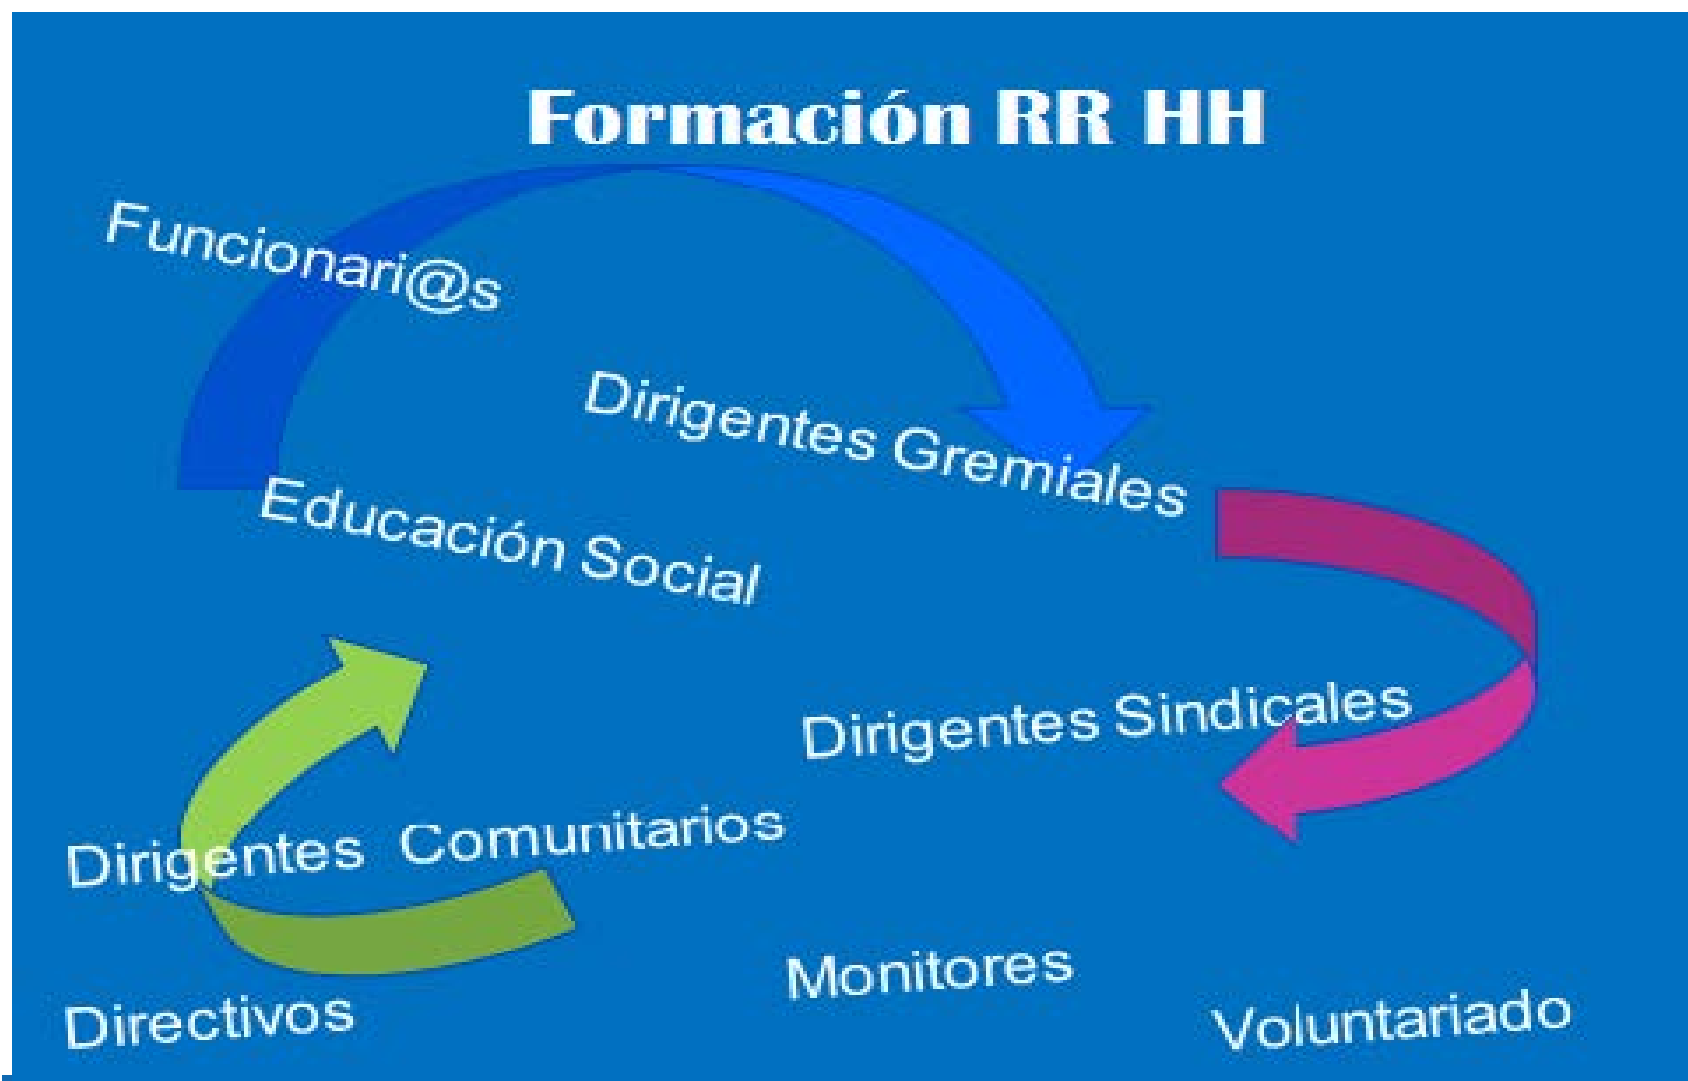 Formación RR HH
Funcionari@s
Dirigentes Gremiales
Educación Social
Dirigentes Sindicales
Dirigentes Comunitarios
Monitores
Directivos
Voluntariado